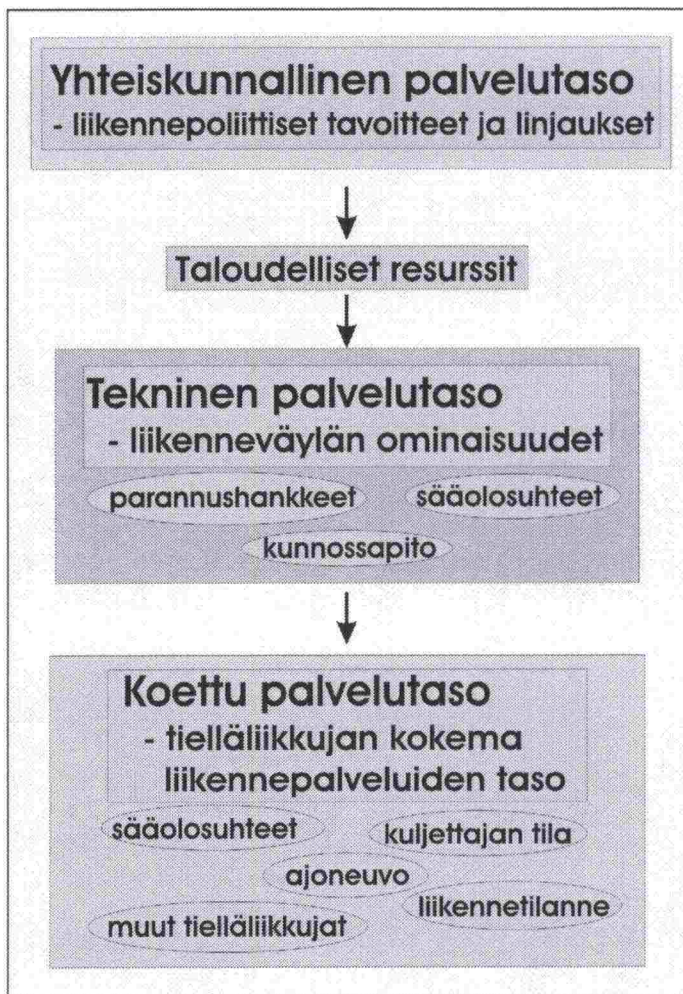 Yhteiskunnallinen palvelutaso
- liikennepoliittiset tavoitteet ja linjaukset
Taloudelliset resurssit
Tekninen palvelutaso
- liikenneväylän ominaisuudet
parannushankkeet sääolosuhteet
kunnossapito
Koettu palvelutaso
- tielläliikkujan kokema
liikennepalveluiden taso
sääolosuhteet kuljettajan tila
ajoneuvo
muut tielläliikkujat liikennetilanne